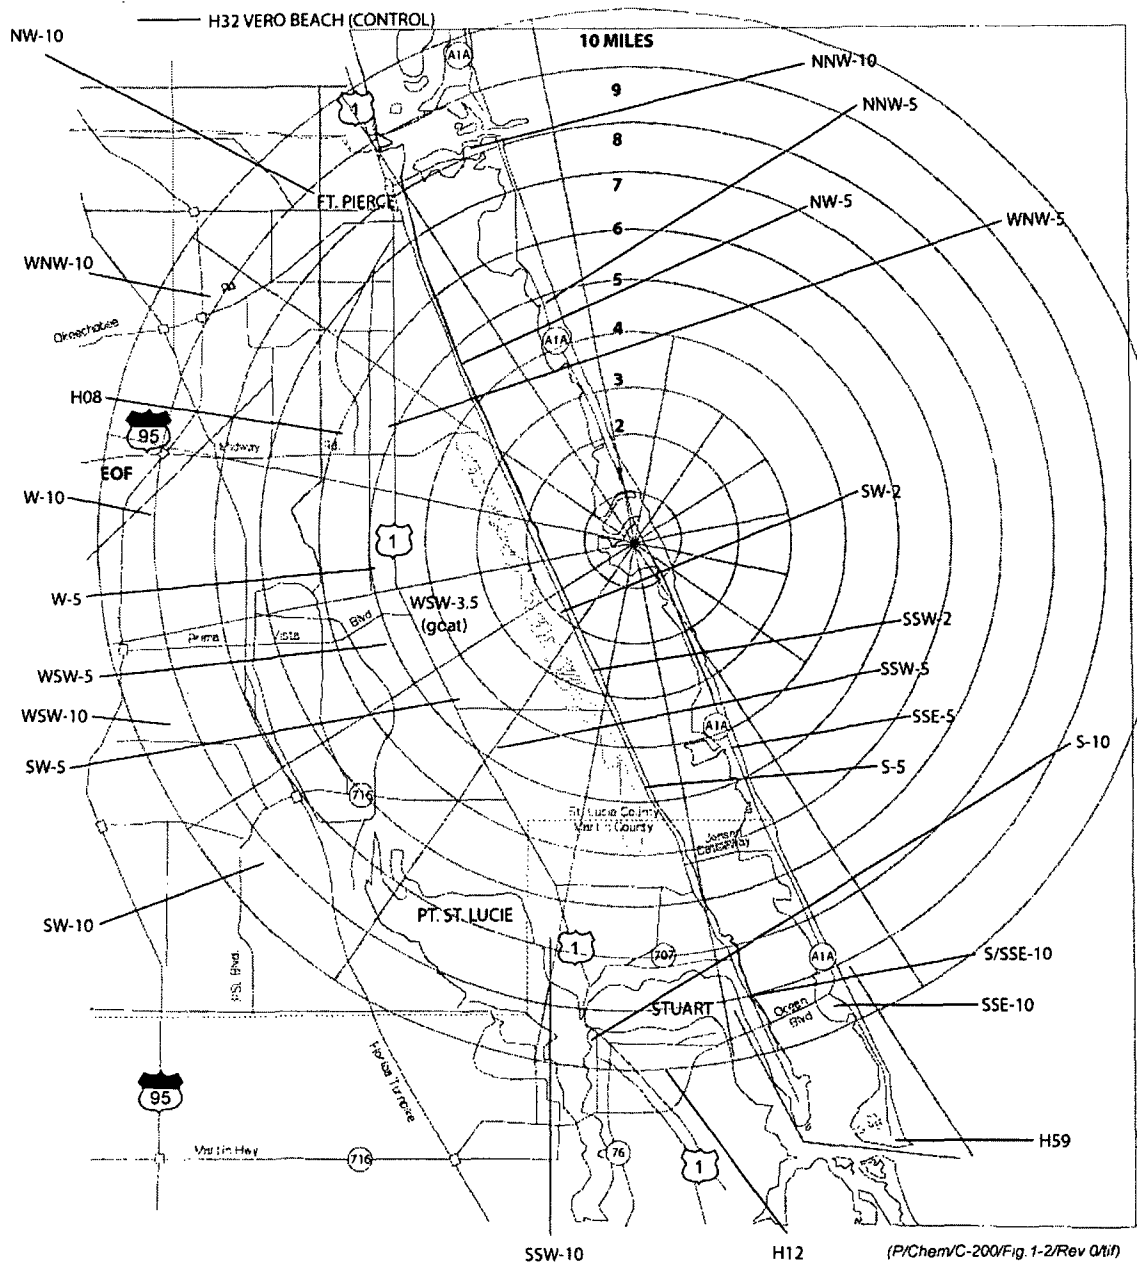 H32 VERO BEACH (CONTROL)
NW-10
10 MILES
A1A
NNW-10
9
1
NNW-5
8
7
FT. PIERCE
NW-5
6
WNW-5
WNW-10
5
Okeechobee
4
A1A
3
H08
2
95
Midway
Rd.
EOF
W-10
SW-2
1
W-5
WSW-3.5
(goat)
Blvd
SSW-2
Prima
Vista
WSW-5
SSW-5
WSW-10
SSE-5
A1A
S-10
SW-5
S-5
716
St. Lucie County
Martin County
Jensen
Causeway
SW-10
PT. ST. LUCIE
1
707
A1A
S/SSE-10
PSL Blvd.
STUART
Ocean
Blvd
SSE-10
Florida Turnpike
95
H59
Martin Hwy
716
76
1
SSW-10
H12
(P/Chem/C-200/Fig. 1-2/Rev 0/tif)